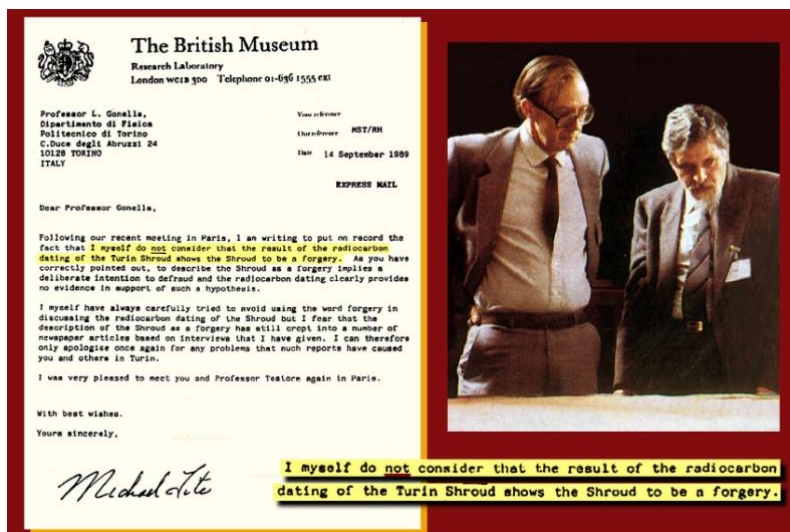 The British Museum
Research Laboratory
London WC1B 3DG Telephone 01-636 1555 ext
Professor L. Gonella,
Dipartimento di Fisica
Politecnico di Torino
C.Duce degli Abruzzi 24
10128 TORINO
ITALY
Your reference
Our reference MST/RH
Date 14 September 1989
EXPRESS MAIL
Dear Professor Gonella,
Following our recent meeting in Paris, I am writing to put on record the
fact that I myself do not consider that the result of the radiocarbon
dating of the Turin Shroud shows the Shroud to be a forgery. As you have
correctly pointed out, to describe the Shroud as a forgery implies a
deliberate intention to defraud and the radiocarbon dating clearly provides
no evidence in support of such a hypothesis.
I myself have always carefully tried to avoid using the word forgery in
discussing the radiocarbon dating of the Shroud but I fear that the
description of the Shroud as a forgery has still crept into a number of
newspaper articles based on interviews that I have given. I can therefore
only apologise once again for any problems that such reports have caused
you and others in Turin.
I was very pleased to meet you and Professor Testore again in Paris.
With best wishes.
Yours sincerely,
Michael Tite
I myself do not consider that the result of the radiocarbon
dating of the Turin Shroud shows the Shroud to be a forgery.